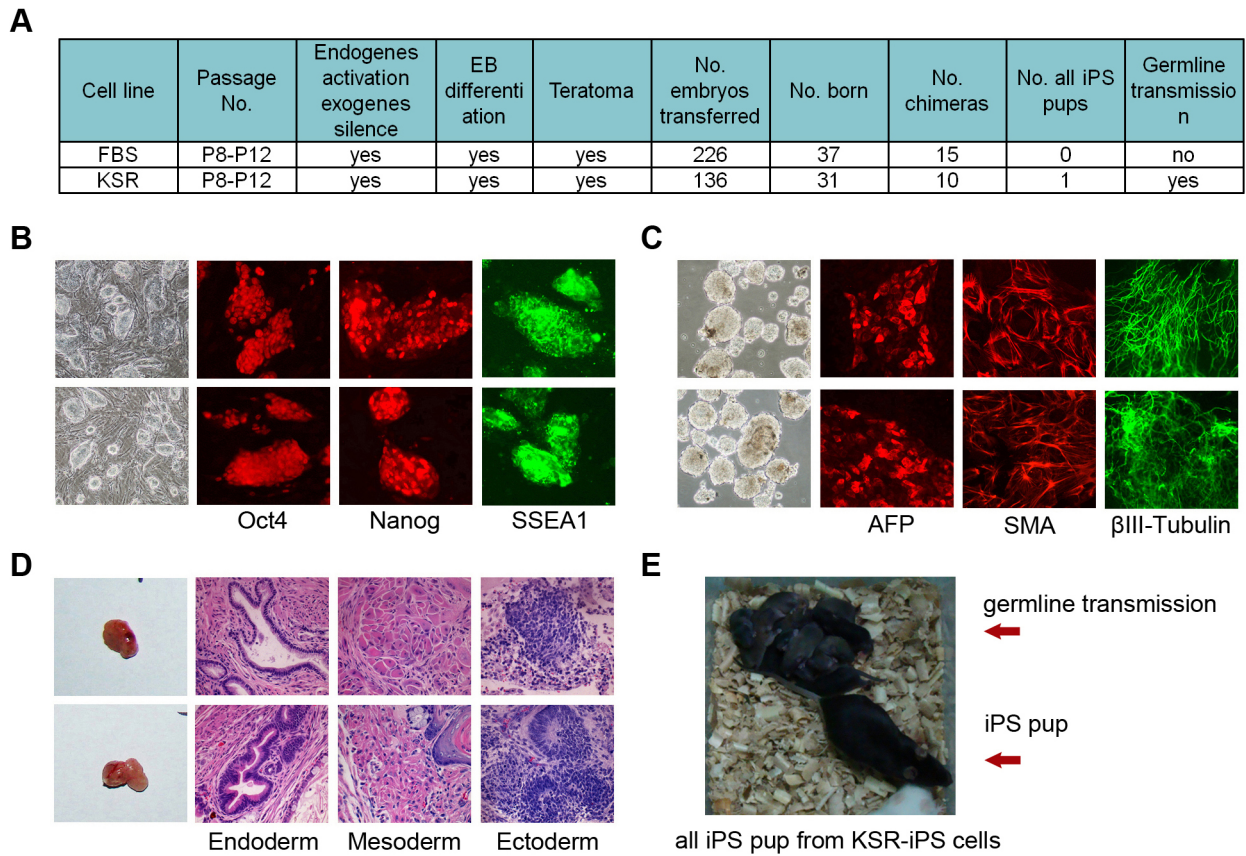 A
Cell line
Passage
No.
Endogenes
activation
exogenes
silence
EB
differenti
ation
Teratoma
No.
embryos
transferred
No. born
No.
chimeras
No. all iPS
pups
Germline
transmissio
n
FBS P8-P12 yes yes yes 226 37 15 0 no
KSR P8-P12 yes yes yes 136 31 10 1 yes
B
Oct4 Nanog SSEA1
C
AFP SMA βIII-Tubulin
D
Endoderm Mesoderm Ectoderm
E
germline transmission
iPS pup
all iPS pup from KSR-iPS cells